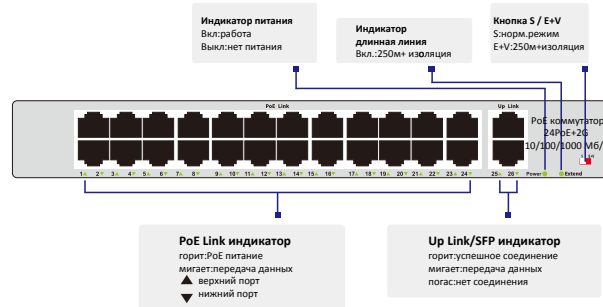 Индикатор питания
Вкл:работа
Выкл:нет питания
Индикатор
длинная линия
Вкл.:250м+ изоляция
Кнопка S / E+V
S:норм.режим
E+V:250м+изоляция
PoE Link
Up Link
PoE коммутатор
24PoE+2G
10/100/1000 Мб/
1▲ 2▼ 3▲ 4▼ 5▲ 6▼ 7▲ 8▼ 9▲ 10▼ 11▲ 12▼ 13▲ 14▼ 15▲ 16▼ 17▲ 18▼ 19▲ 20▼ 21▲ 22▼ 23▲ 24▼ 25▲ 26▼ Power Extend
PoE Link индикатор
горит:PoE питание
мигает:передача данных
▲ верхний порт
▼ нижний порт
Up Link/SFP индикатор
горит:успешное соединение
мигает:передача данных
погас:нет соединения